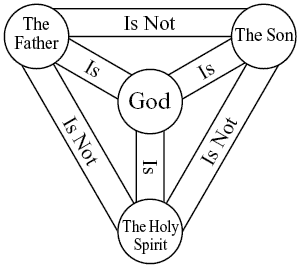 The
Father
Is Not
The Son
Is
Is
God
Is Not
Is
Is Not
The Holy
Spirit